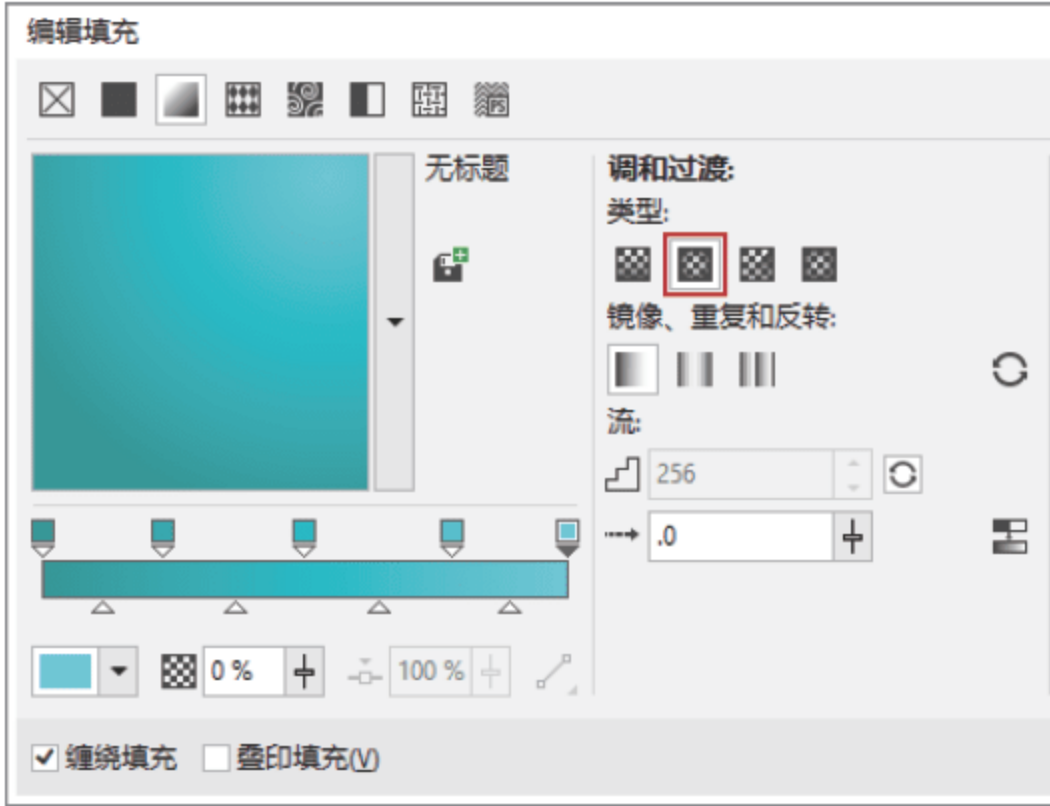 编辑填充
PS
无标题
调和过渡:
类型:
镜像、重复和反转:
流:
256
.0
0 %
100 %
缠绕填充
叠印填充(V)